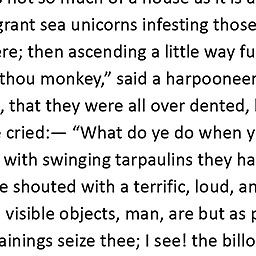 not so much of a house as it is a
grant sea unicorns infesting those
re; then ascending a little way fu
thou monkey,” said a harpooneer
, that they were all over dented,
cried:— “What do ye do when y
with swinging tarpaulins they ha
e shouted with a terrific, loud, an
visible objects, man, are but as p
ainings seize thee; I see! the billo